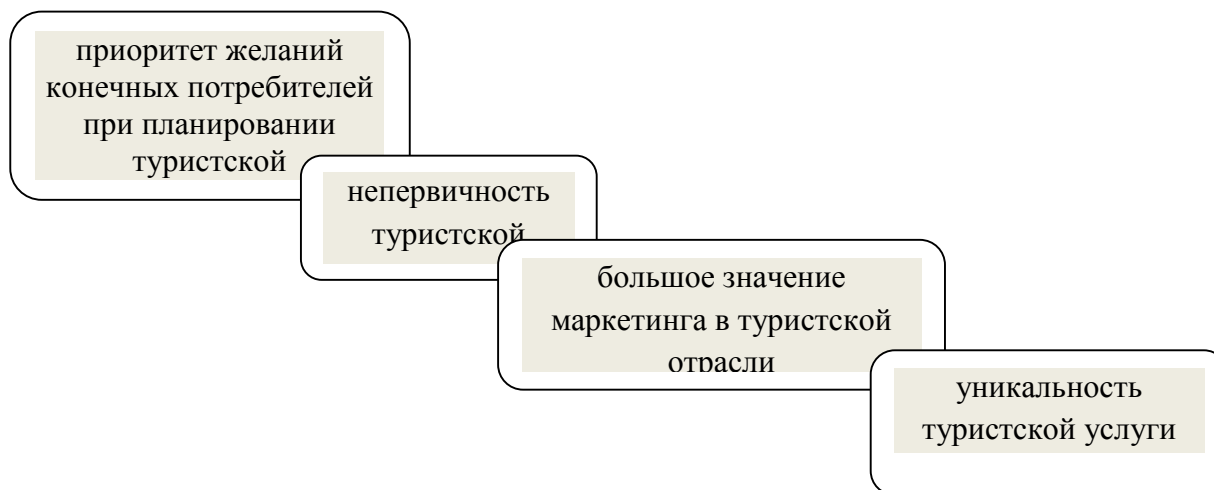 приоритет желаний
конечных потребителей
при планировании
туристской
непервичность
туристской
большое значение
маркетинга в туристской
отрасли
уникальность
туристской услуги